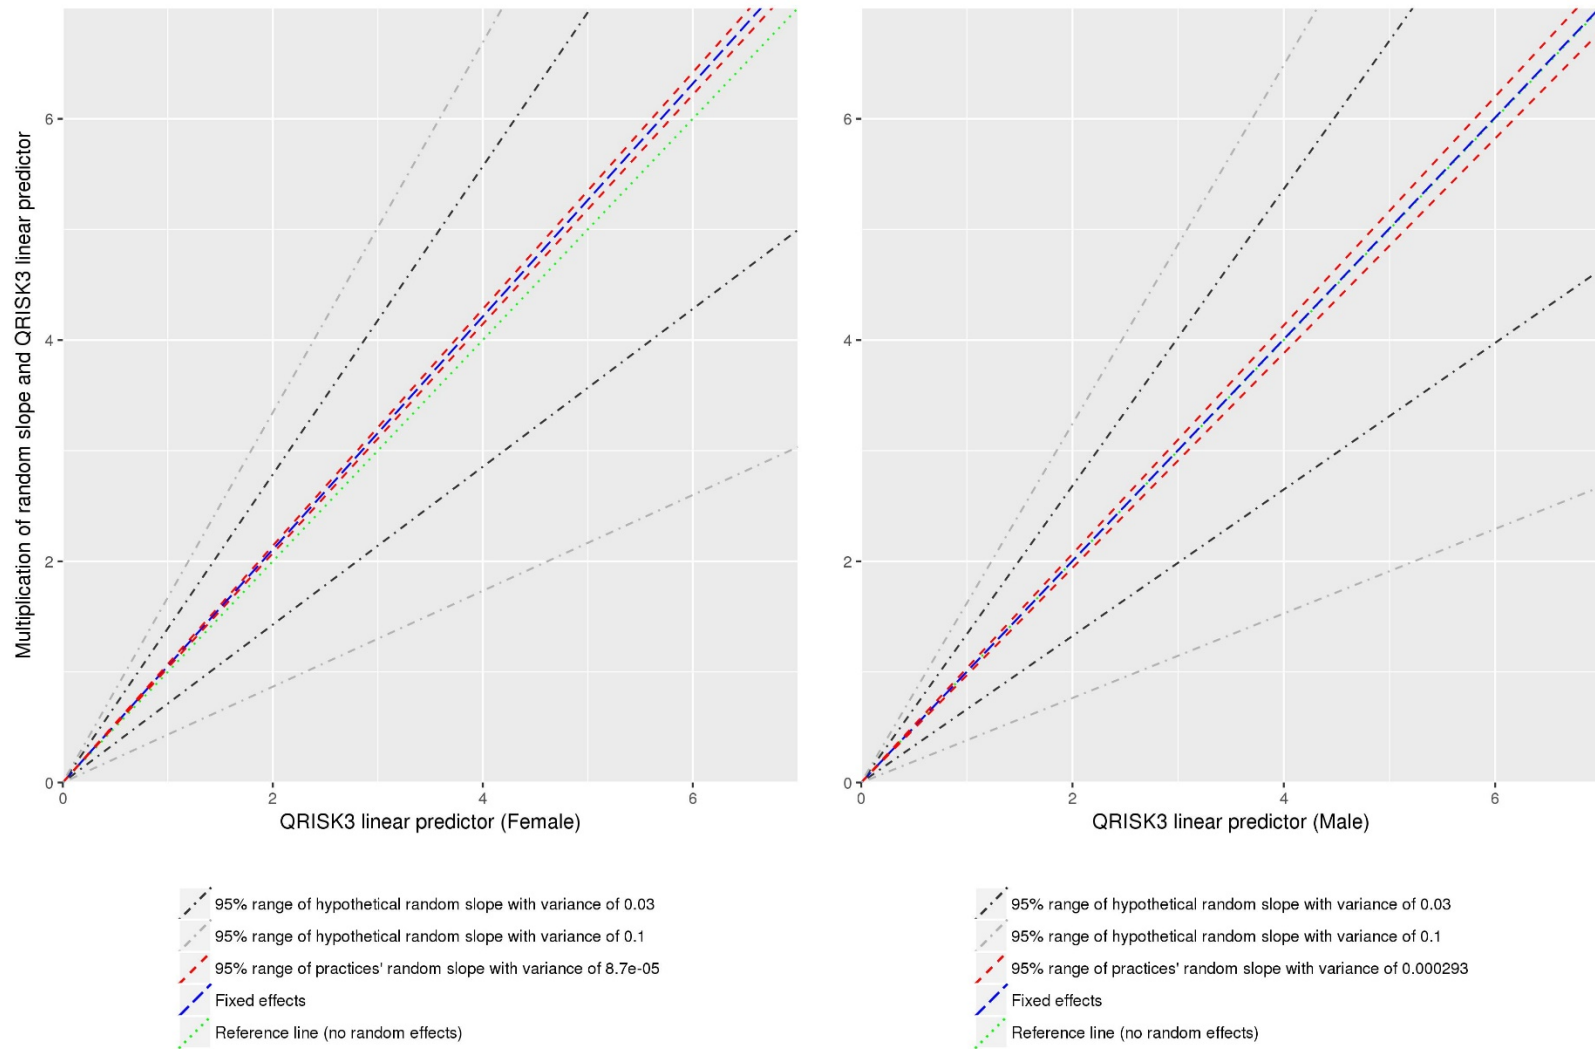 Multiplication of random slope and QRISK3 linear predictor
6
4
2
0
0 2 4 6
QRISK3 linear predictor (Female)
95% range of hypothetical random slope with variance of 0.03
95% range of hypothetical random slope with variance of 0.1
95% range of practices' random slope with variance of 8.7e-05
Fixed effects
Reference line (no random effects)
6
4
2
0
0 2 4 6
QRISK3 linear predictor (Male)
95% range of hypothetical random slope with variance of 0.03
95% range of hypothetical random slope with variance of 0.1
95% range of practices' random slope with variance of 0.000293
Fixed effects
Reference line (no random effects)